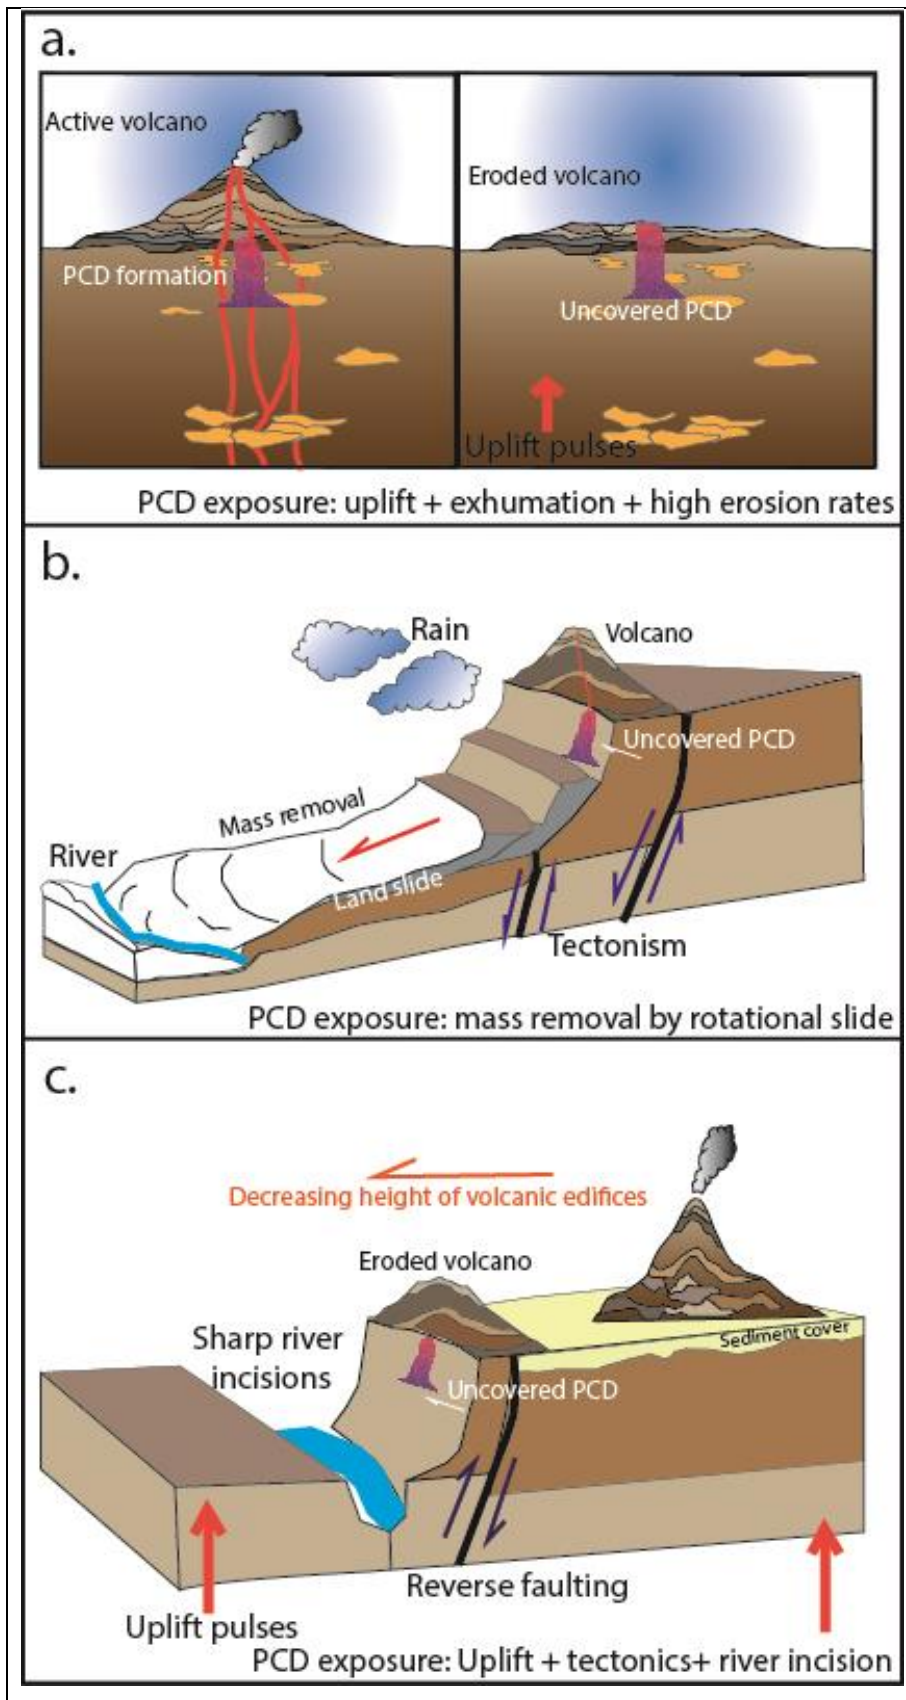 a.
Active volcano
Eroded volcano
PCD formation
Uncovered PCD
Uplift pulses
PCD exposure: uplift + exhumation + high erosion rates
b.
Rain
Volcano
Uncovered PCD
Mass removal
River
Land slide
Tectonism
PCD exposure: mass removal by rotational slide
c.
Decreasing height of volcanic edifices
Eroded volcano
Sharp river
incisions
Sediment cover
Uncovered PCD
Reverse faulting
Uplift pulses
PCD exposure: Uplift + tectonics+ river incision